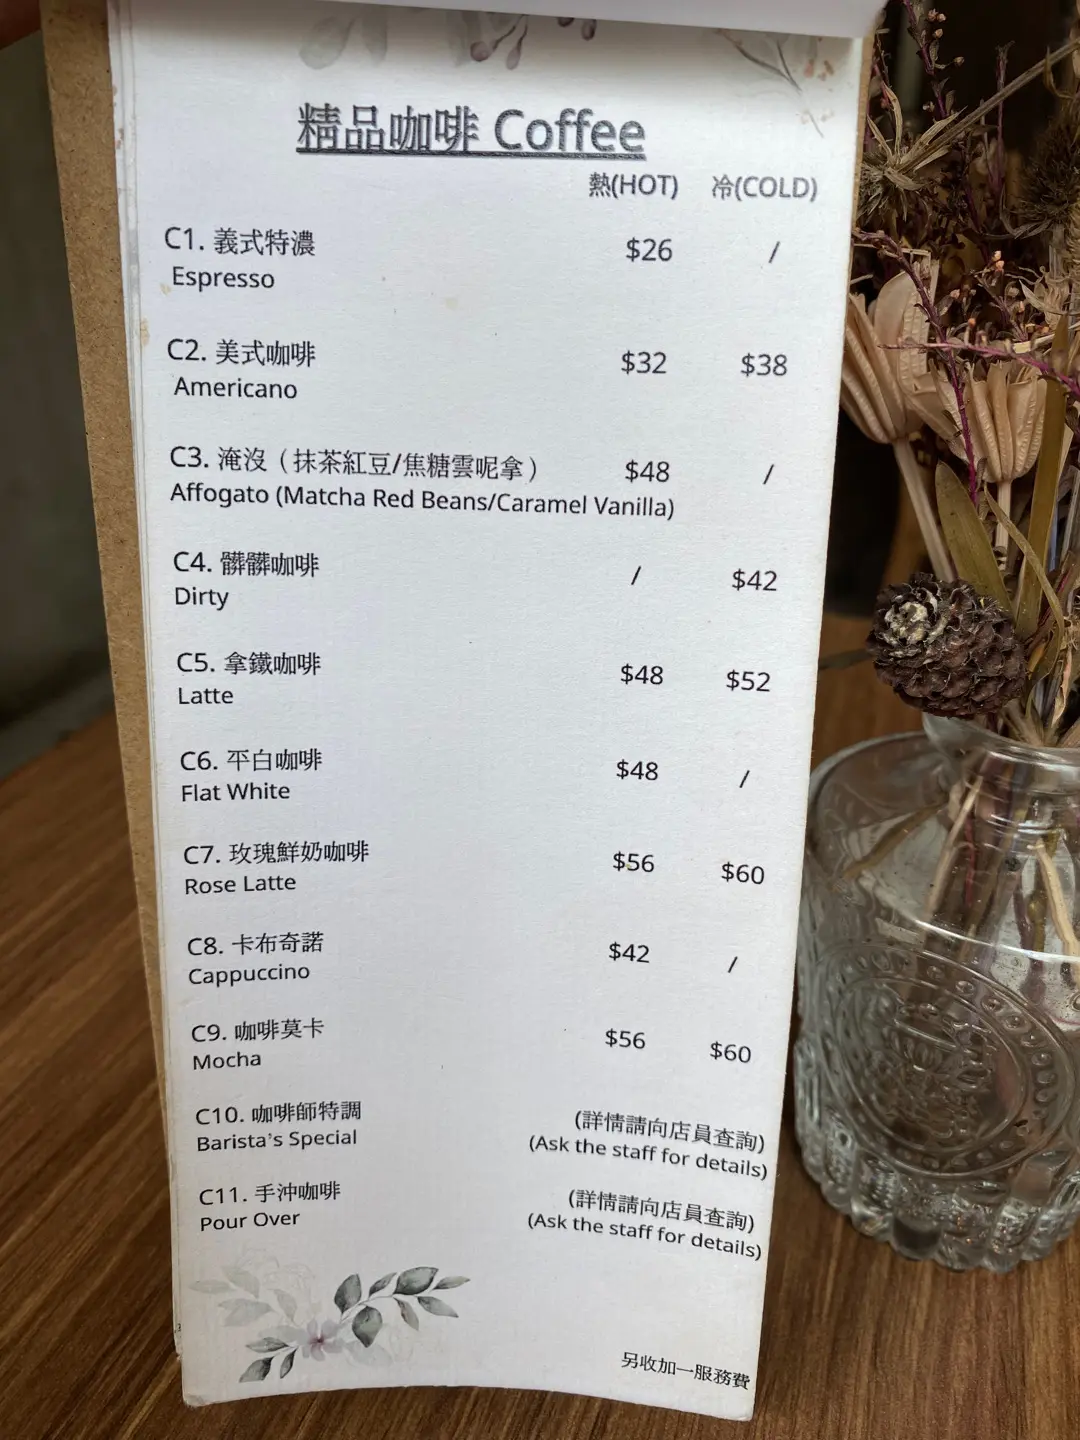 精品咖啡 Coffee
熱(HOT) 冷(COLD)
C1. 義式特濃 $26 /
Espresso
C2. 美式咖啡 $32 $38
Americano
C3. 淹沒（抹茶紅豆/焦糖雲呢拿） $48 /
Affogato (Matcha Red Beans/Caramel Vanilla)
C4. 髒髒咖啡 / $42
Dirty
C5. 拿鐵咖啡 $48 $52
Latte
C6. 平白咖啡 $48 /
Flat White
C7. 玫瑰鮮奶咖啡 $56 $60
Rose Latte
C8. 卡布奇諾 $42 /
Cappuccino
C9. 咖啡莫卡 $56 $60
Mocha
C10. 咖啡師特調 (詳情請向店員查詢)
Barista's Special (Ask the staff for details)
C11. 手沖咖啡 (詳情請向店員查詢)
Pour Over (Ask the staff for details)
另收加一服務費